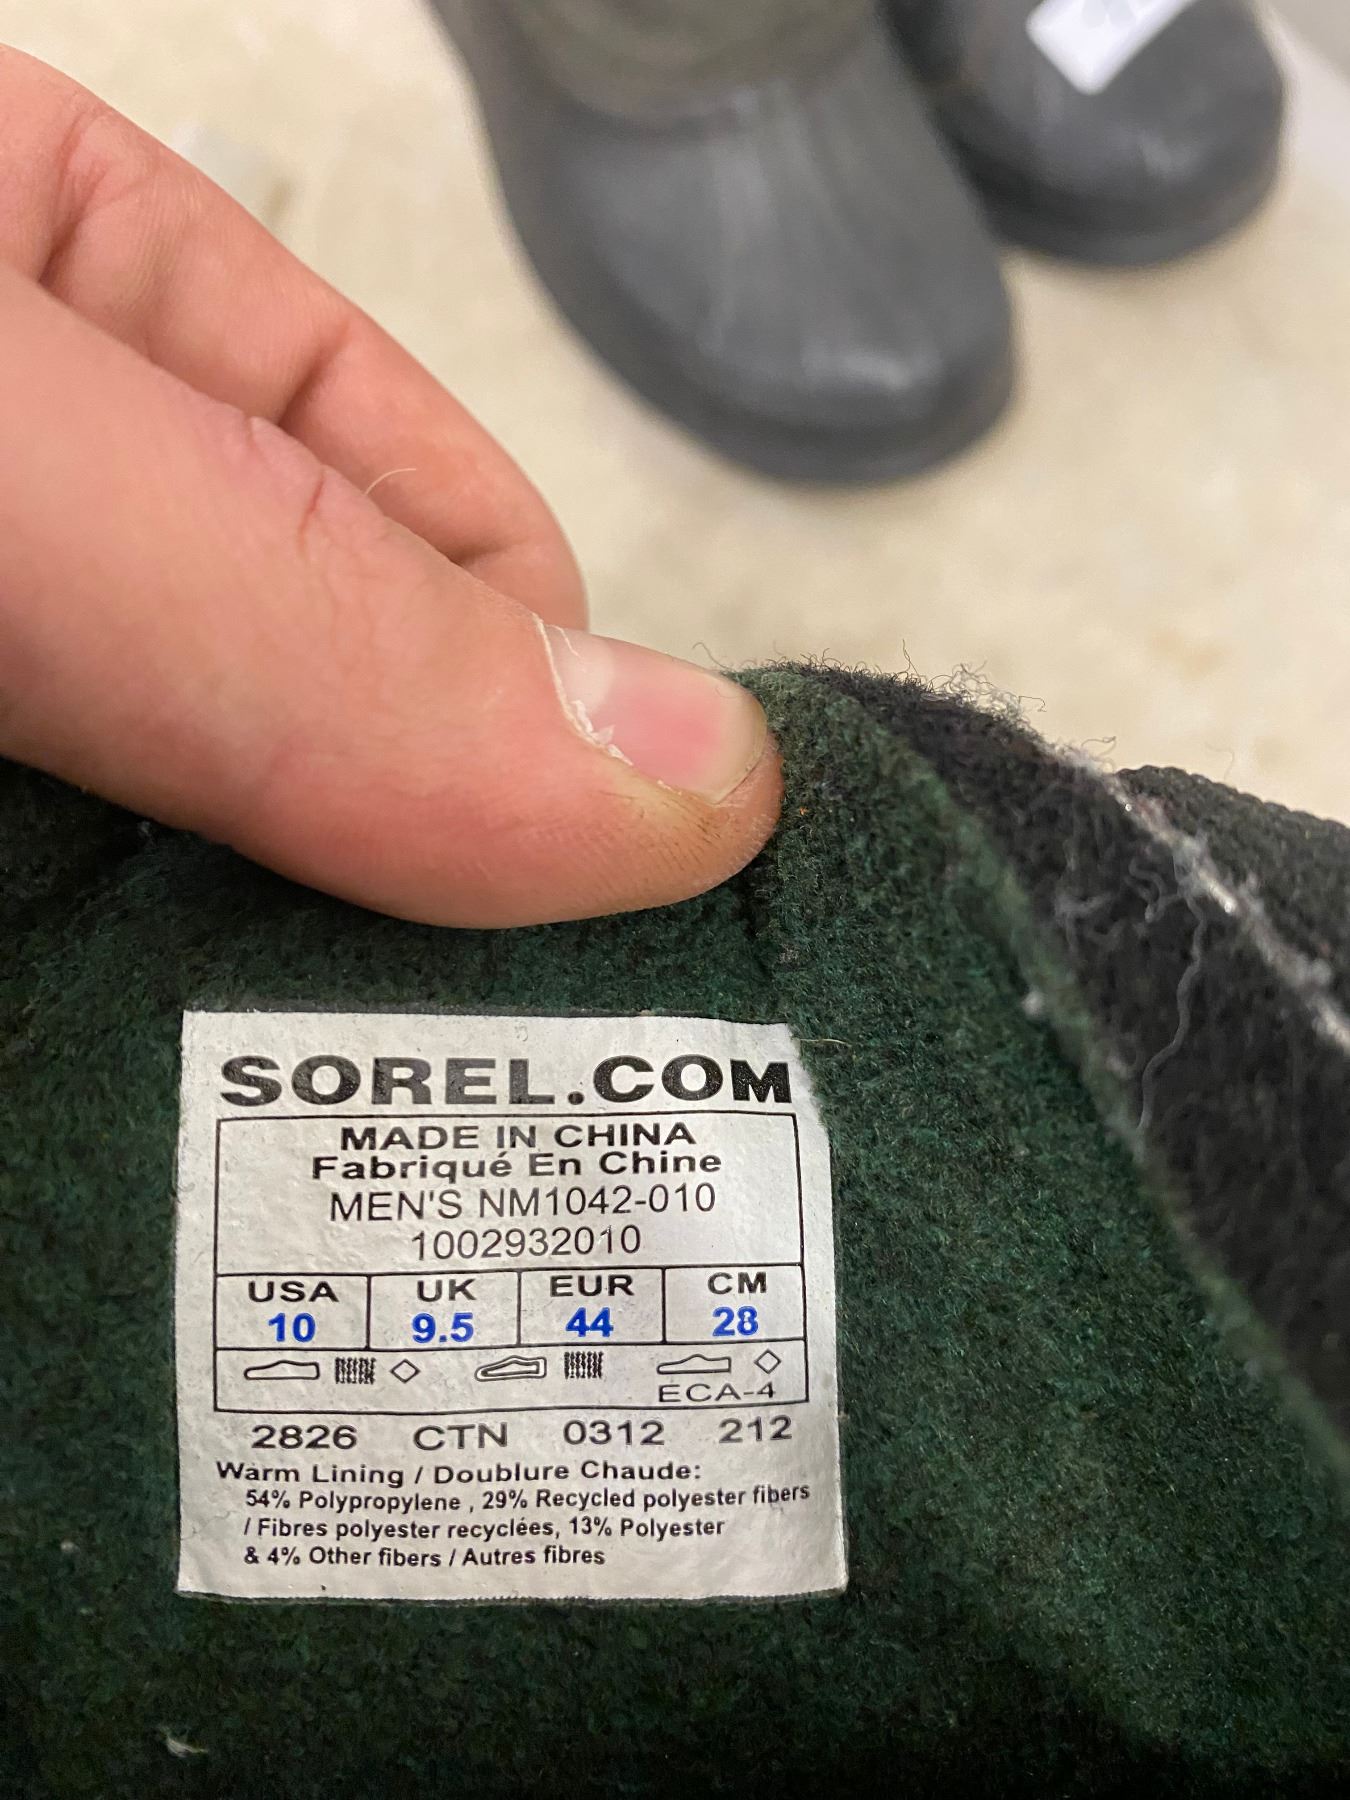 SOREL.COM
MADE IN CHINA
Fabriqué En Chine
MEN'S NM1042-010
1002932010
USA UK EUR CM
10 9.5 44 28
ECA-4
2826 CTN 0312 212
Warm Lining / Doublure Chaude:
54% Polypropylene , 29% Recycled polyester fibers
/ Fibres polyester recyclées, 13% Polyester
& 4% Other fibers / Autres fibres